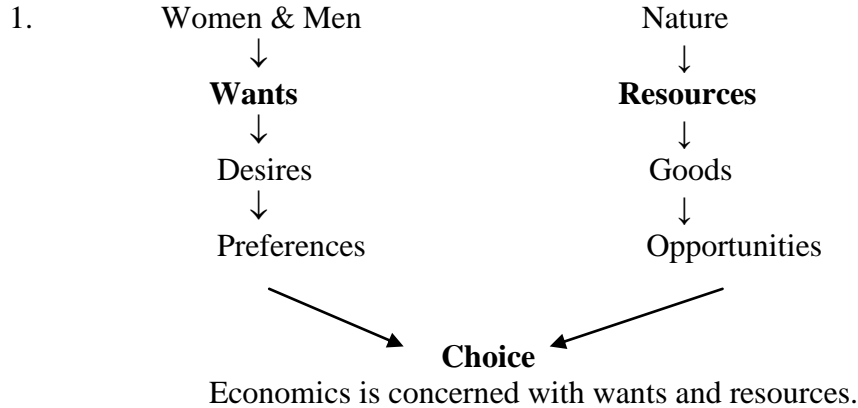 1. Women & Men Nature
↓ ↓
Wants Resources
↓ ↓
Desires Goods
↓ ↓
Preferences Opportunities
Choice
Economics is concerned with wants and resources.